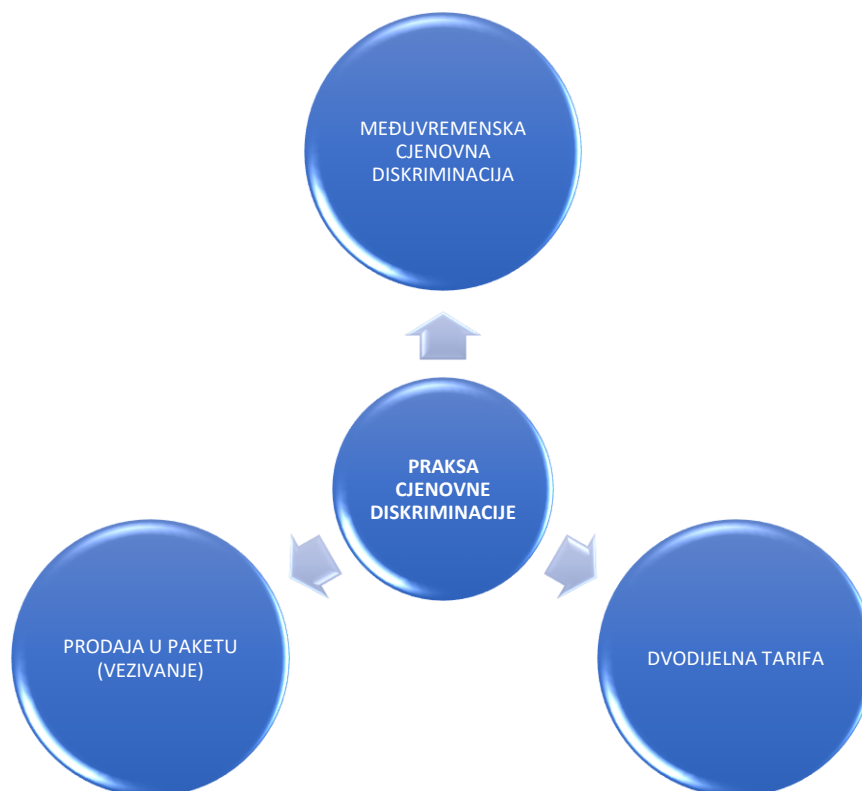 MEĐUVREMENSKA
CJENOVNA
DISKRIMINACIJA
PRAKSA
CJENOVNE
DISKRIMINACIJE
PRODAJA U PAKETU
(VEZIVANJE)
DVODIJELNA TARIFA